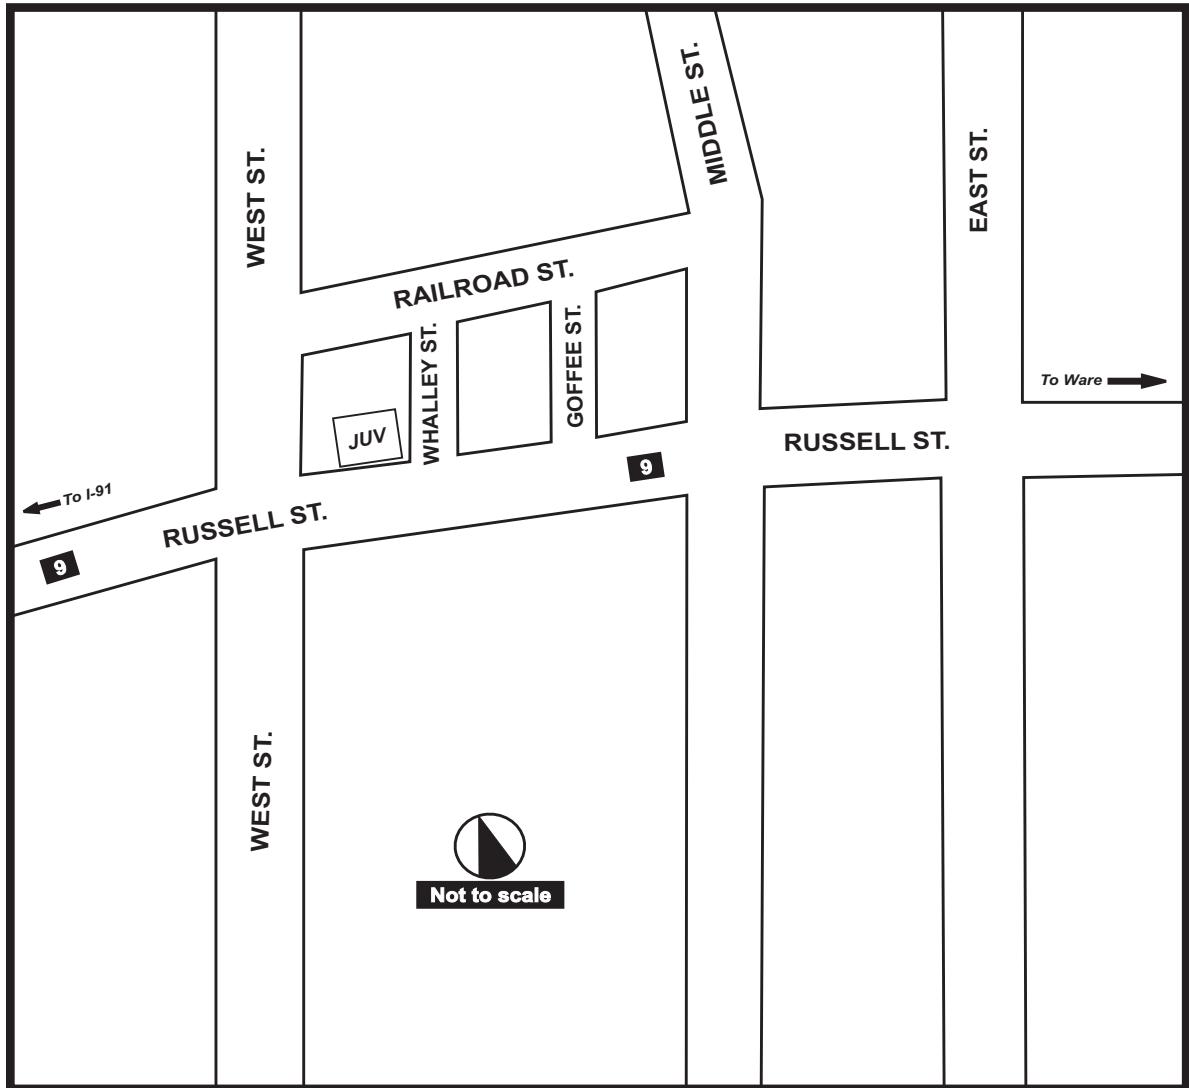 MIDDLE ST.
WEST ST.
EAST ST.
RAILROAD ST.
WHALLEY ST.
GOFFEE ST.
To Ware
JUV
RUSSELL ST.
9
To I-91
RUSSELL ST.
9
WEST ST.
Not to scale